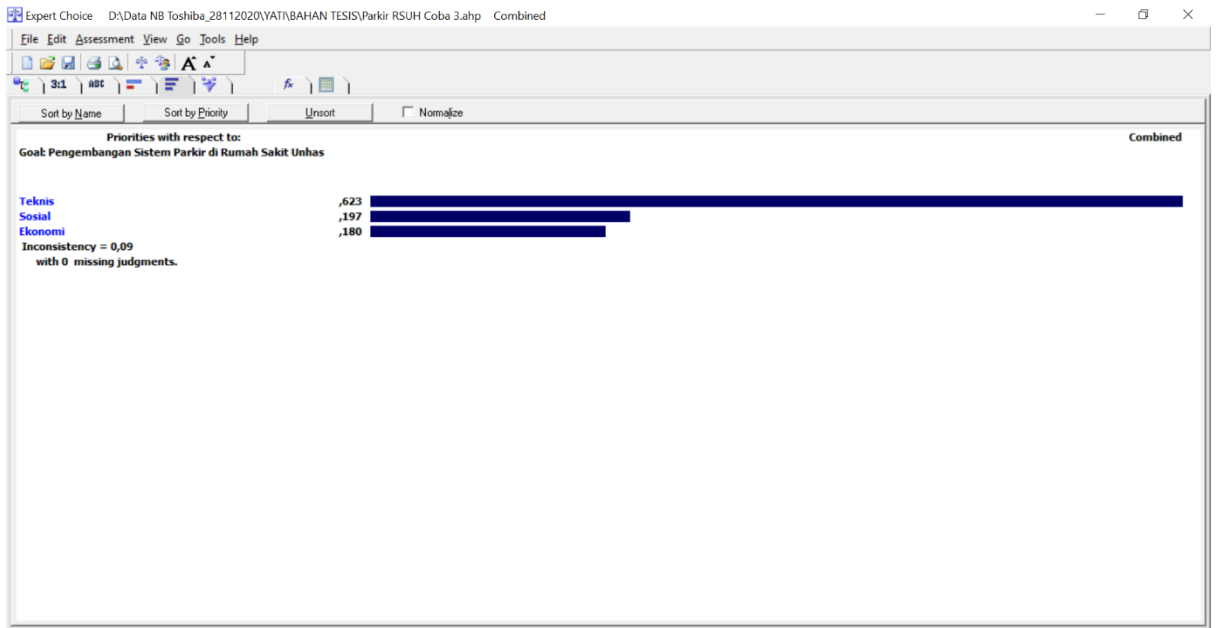 Expert Choice D:\Data NB Toshiba_28112020\YATI\BAHAN TESIS\Parkir RSUH Coba 3.ahp Combined
File Edit Assessment View Go Tools Help
A A
3:1 ABC fx
Sort by Name Sort by Priority Unsort Normalize
Priorities with respect to: Combined
Goal: Pengembangan Sistem Parkir di Rumah Sakit Unhas
Teknis ,623
Sosial ,197
Ekonomi ,180
Inconsistency = 0,09
with 0 missing judgments.